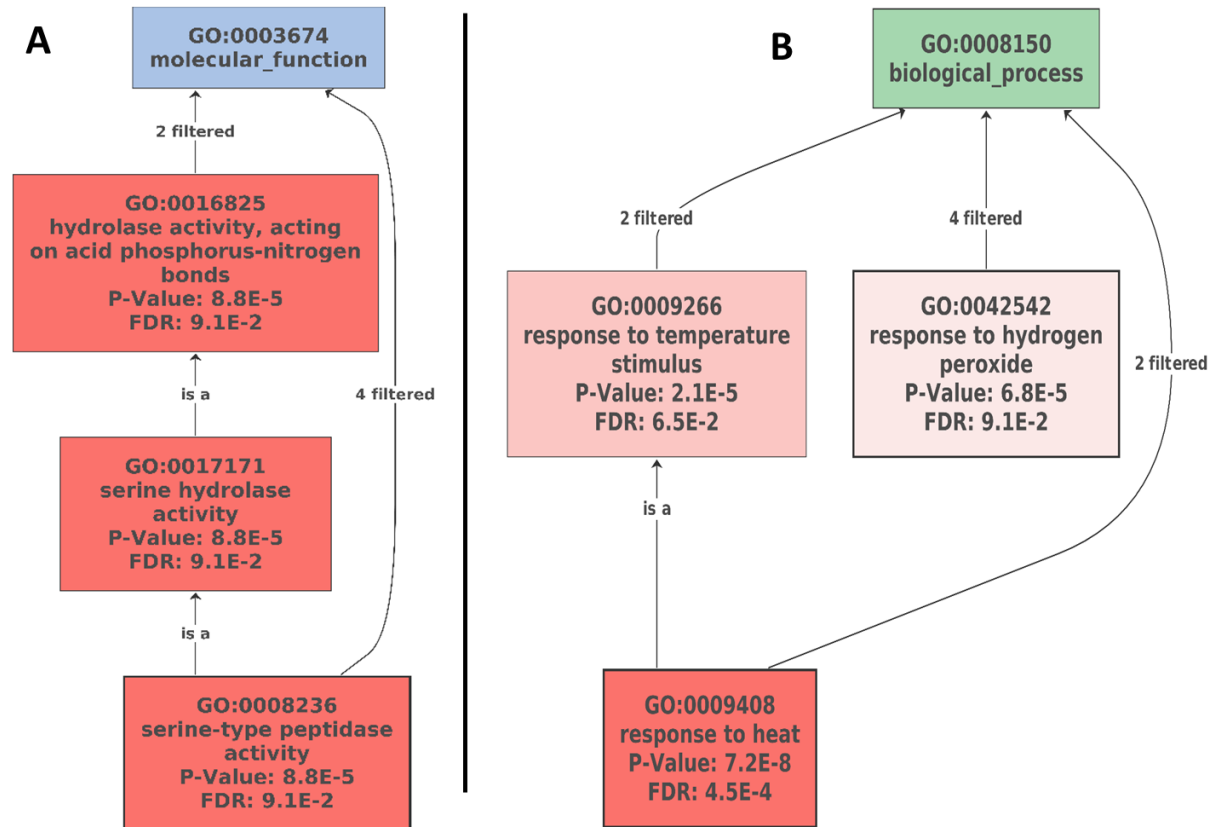 A
GO:0003674
molecular_function
2 filtered
GO:0016825
hydrolase activity, acting
on acid phosphorus-nitrogen
bonds
P-Value: 8.8E-5
FDR: 9.1E-2
4 filtered
is a
GO:0017171
serine hydrolase
activity
P-Value: 8.8E-5
FDR: 9.1E-2
is a
GO:0008236
serine-type peptidase
activity
P-Value: 8.8E-5
FDR: 9.1E-2
B
GO:0008150
biological_process
2 filtered
4 filtered
2 filtered
GO:0009266
response to temperature
stimulus
P-Value: 2.1E-5
FDR: 6.5E-2
GO:0042542
response to hydrogen
peroxide
P-Value: 6.8E-5
FDR: 9.1E-2
is a
GO:0009408
response to heat
P-Value: 7.2E-8
FDR: 4.5E-4